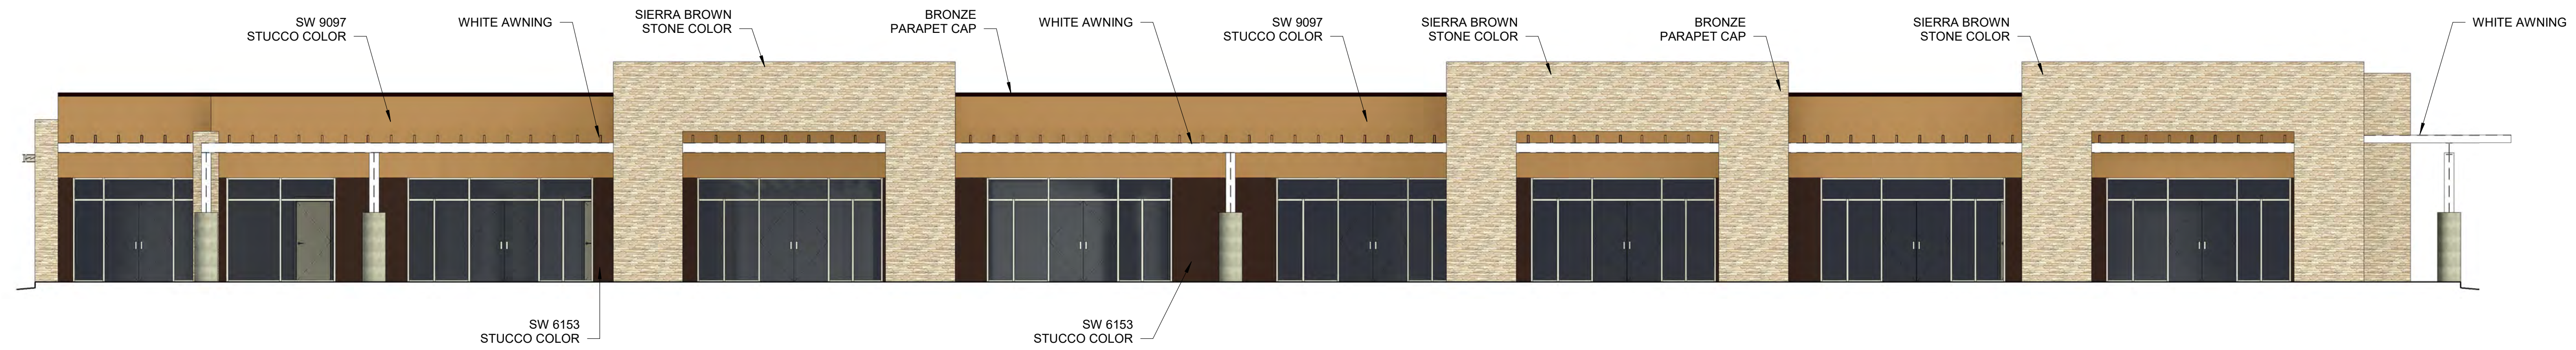 SW 9097
STUCCO COLOR
WHITE AWNING
SIERRA BROWN
STONE COLOR
BRONZE
PARAPET CAP
WHITE AWNING
SW 9097
STUCCO COLOR
SIERRA BROWN
STONE COLOR
BRONZE
PARAPET CAP
SIERRA BROWN
STONE COLOR
WHITE AWNING
SW 6153
STUCCO COLOR
SW 6153
STUCCO COLOR